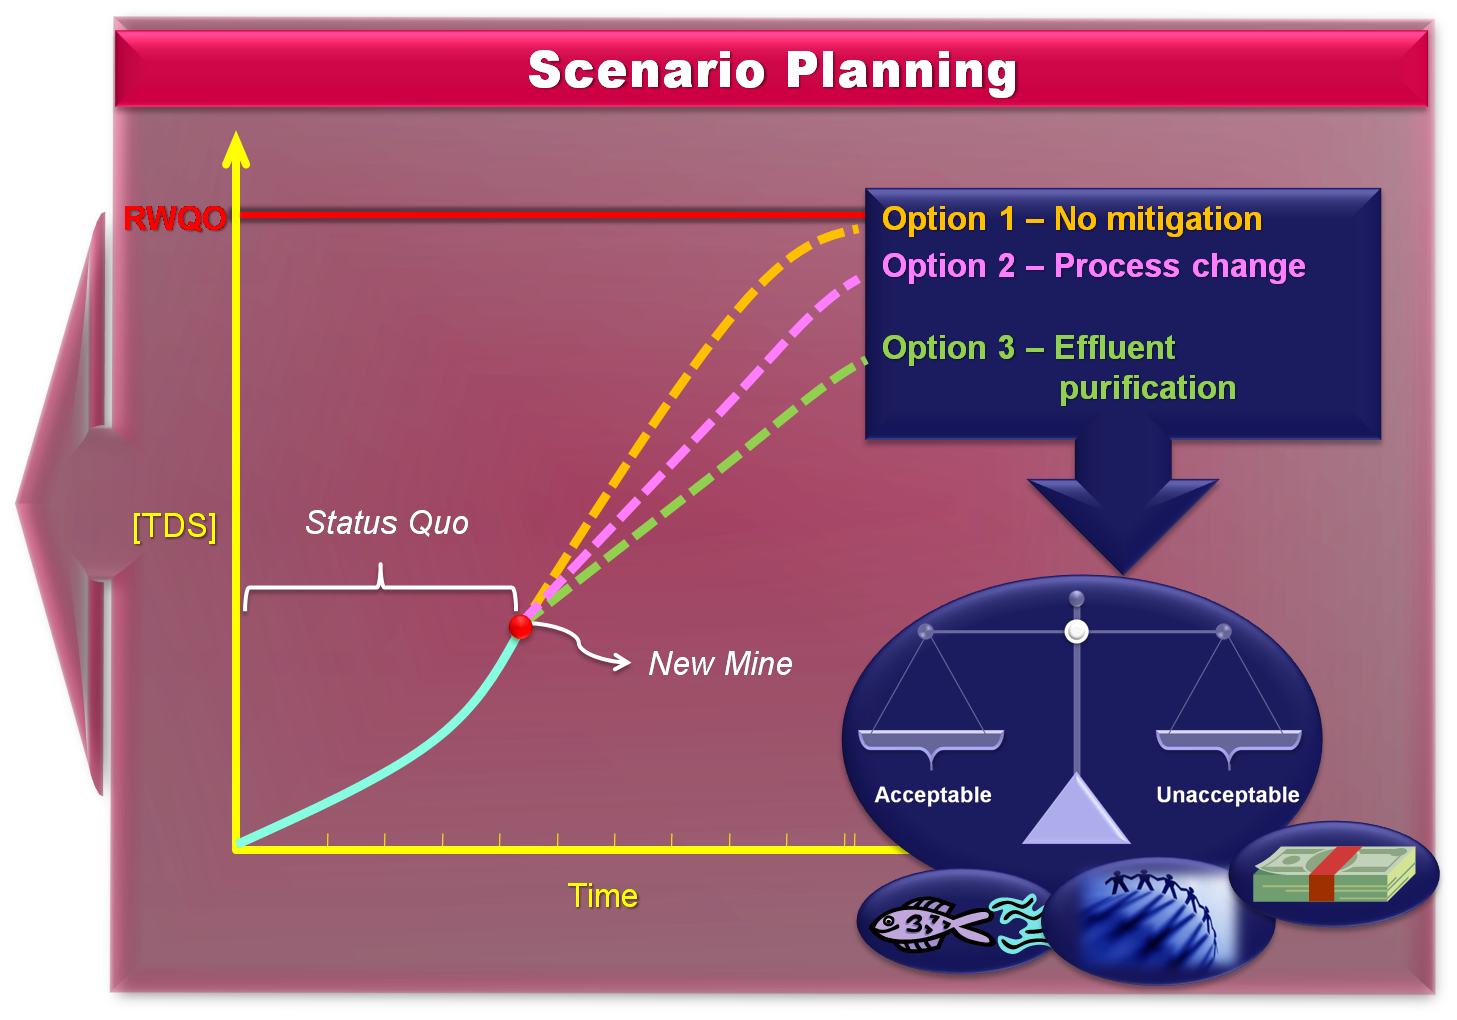 Scenario Planning
RWQO
Option 1 – No mitigation
Option 2 – Process change
Option 3 – Effluent
purification
[TDS]
Status Quo
New Mine
Acceptable
Unacceptable
Time